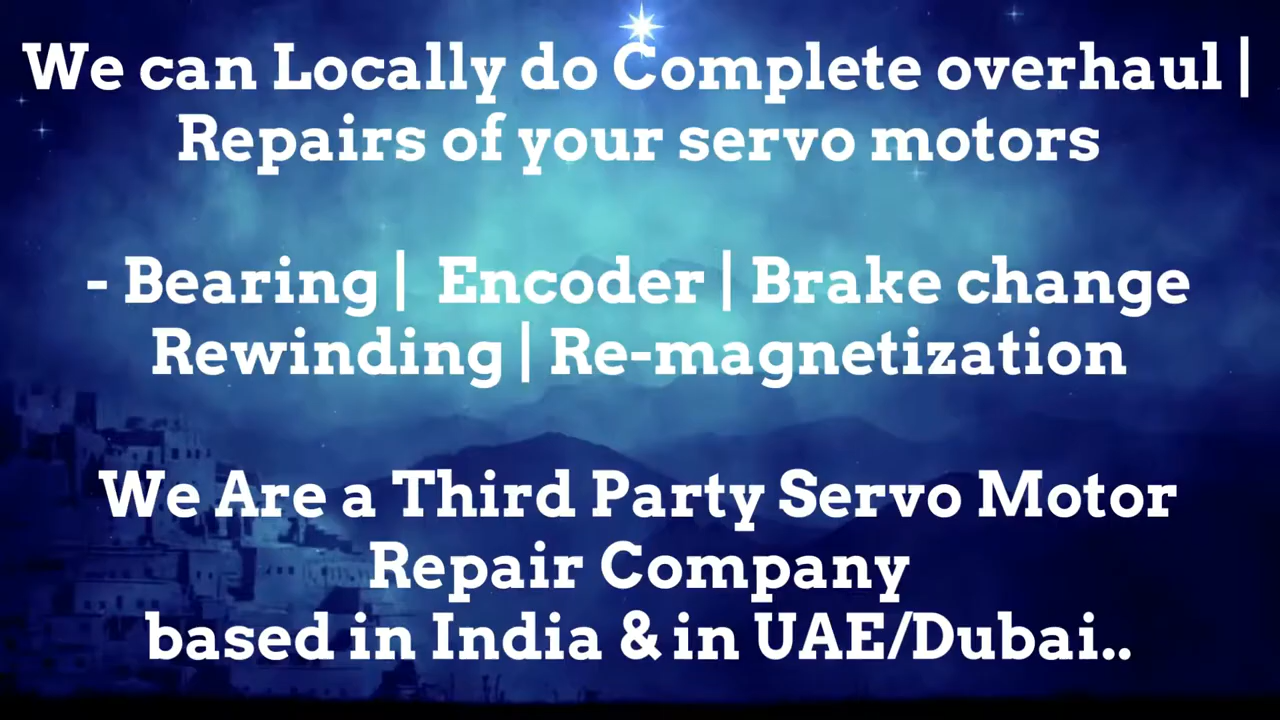 We can Locally do Complete overhaul |
Repairs of your servo motors
- Bearing | Encoder | Brake change
Rewinding | Re-magnetization
We Are a Third Party Servo Motor
Repair Company
based in India & in UAE/Dubai..